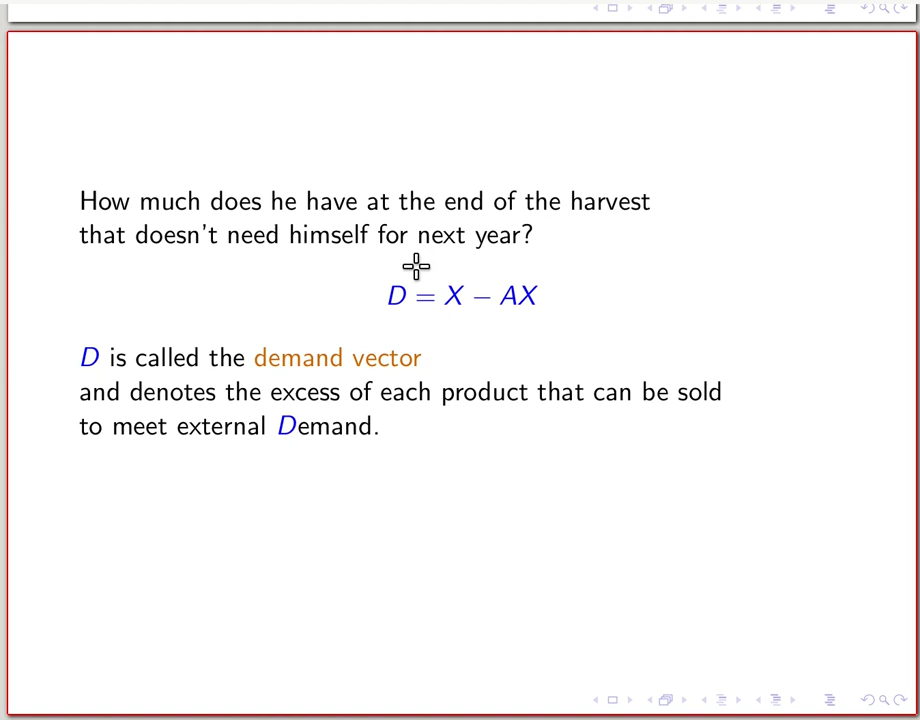 How much does he have at the end of the harvest
that doesn't need himself for next year?
D = X − AX
D is called the demand vector
and denotes the excess of each product that can be sold
to meet external Demand.